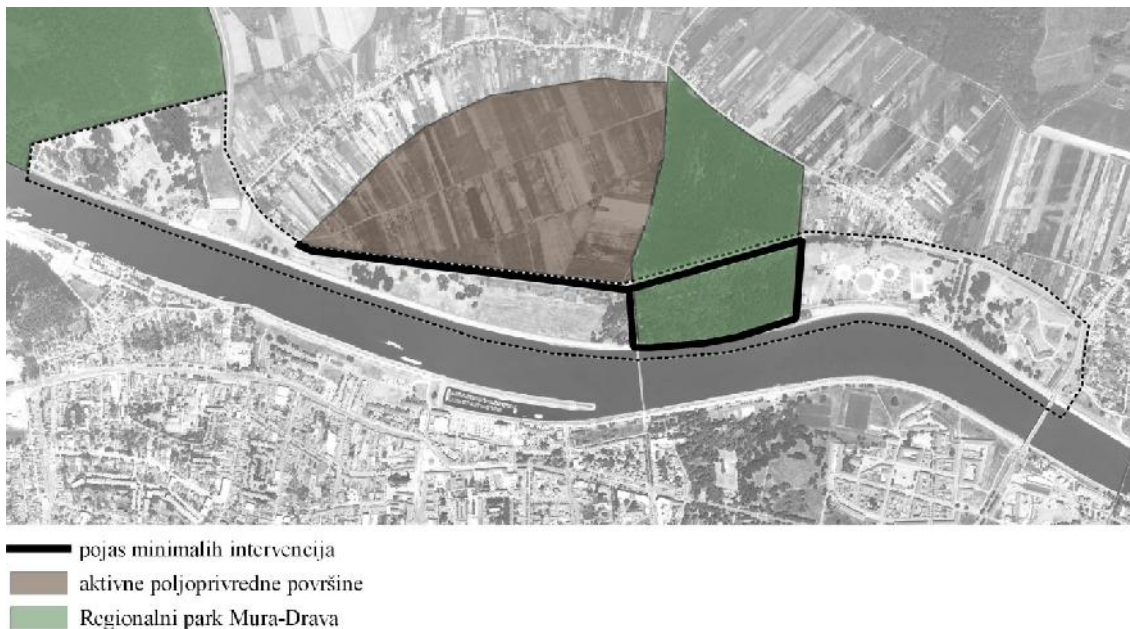 pojas minimalih intervencija
aktivne poljoprivredne površine
Regionalni park Mura-Drava